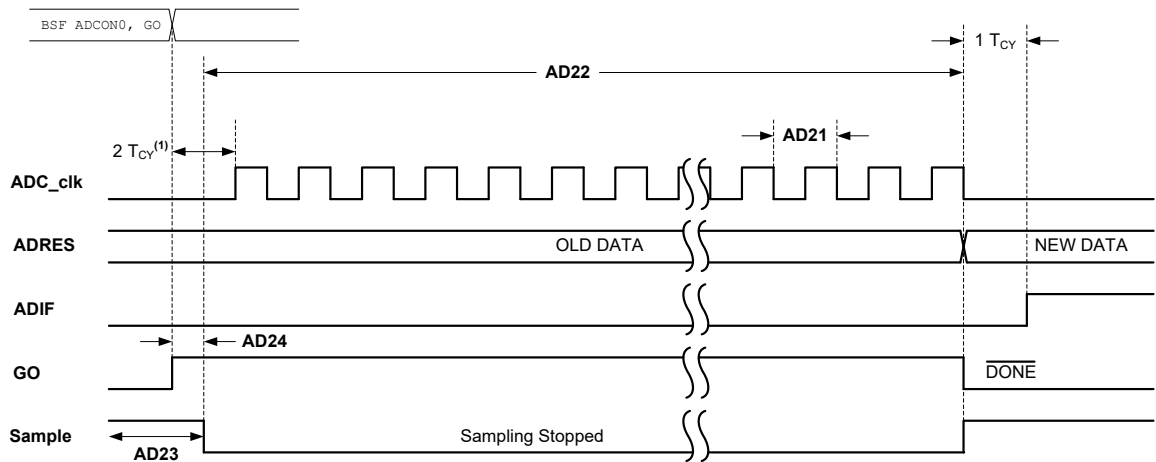 BSF ADCON0, GO
1 TCY
AD22
AD21
2 TCY(1)
ADC_clk
ADRES
OLD DATA
NEW DATA
ADIF
AD24
GO
DONE
Sample
Sampling Stopped
AD23